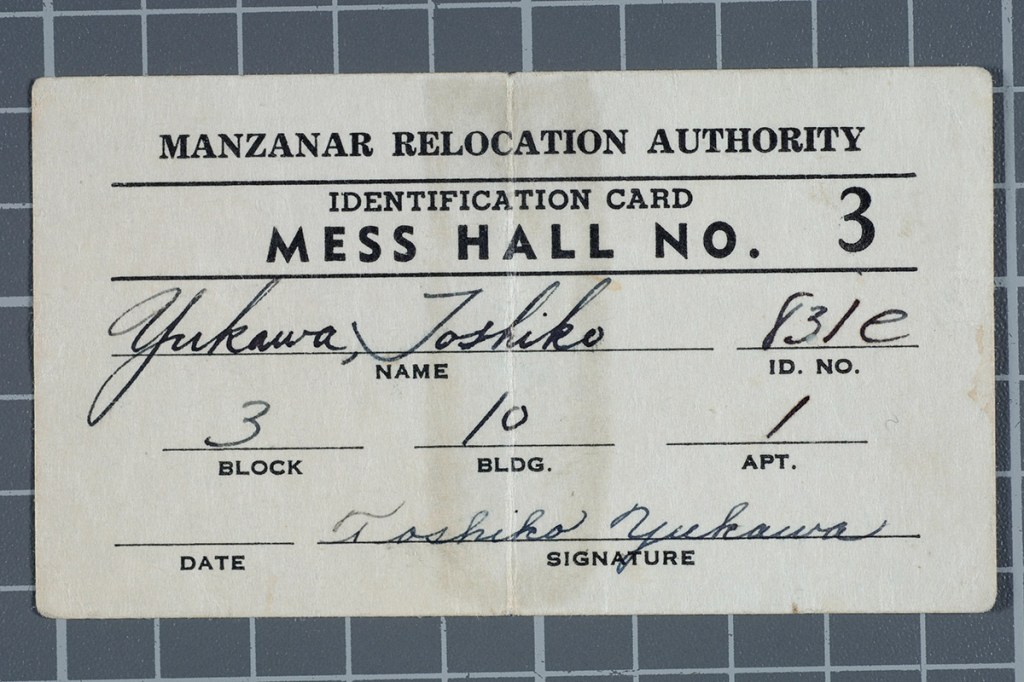 MANZANAR RELOCATION AUTHORITY
IDENTIFICATION CARD
MESS HALL NO. 3
Yukawa, Toshiko 831e
NAME ID. NO.
3 10 1
BLOCK BLDG. APT.
Toshiko Yukawa
DATE SIGNATURE